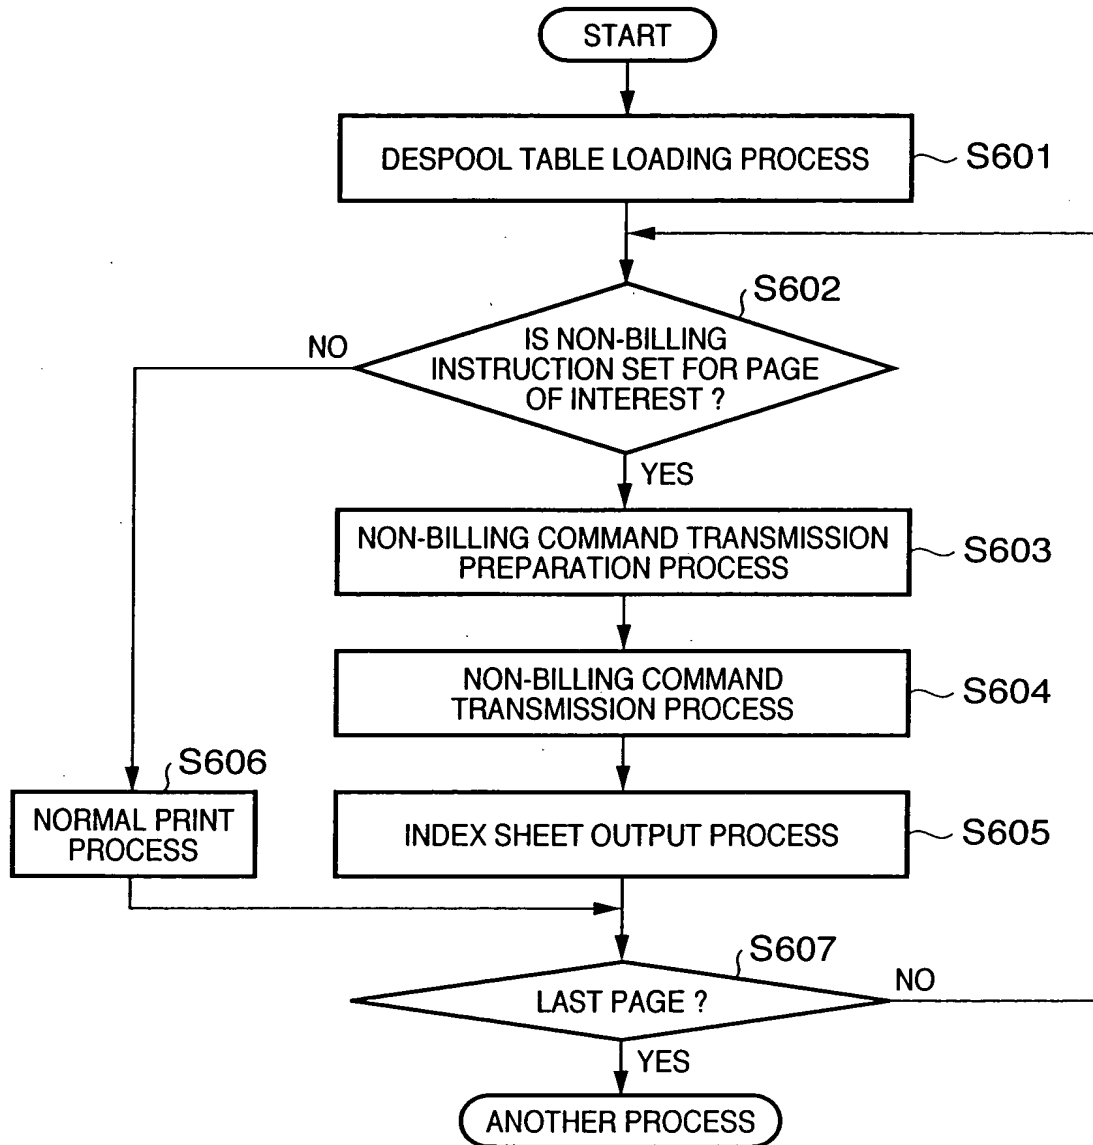 START
DESPOOL TABLE LOADING PROCESS
S601
S602
IS NON-BILLING
INSTRUCTION SET FOR PAGE
OF INTEREST ?
NO
YES
NON-BILLING COMMAND TRANSMISSION
PREPARATION PROCESS
S603
NON-BILLING COMMAND
TRANSMISSION PROCESS
S604
S606
NORMAL PRINT
PROCESS
INDEX SHEET OUTPUT PROCESS
S605
S607
LAST PAGE ?
NO
YES
ANOTHER PROCESS